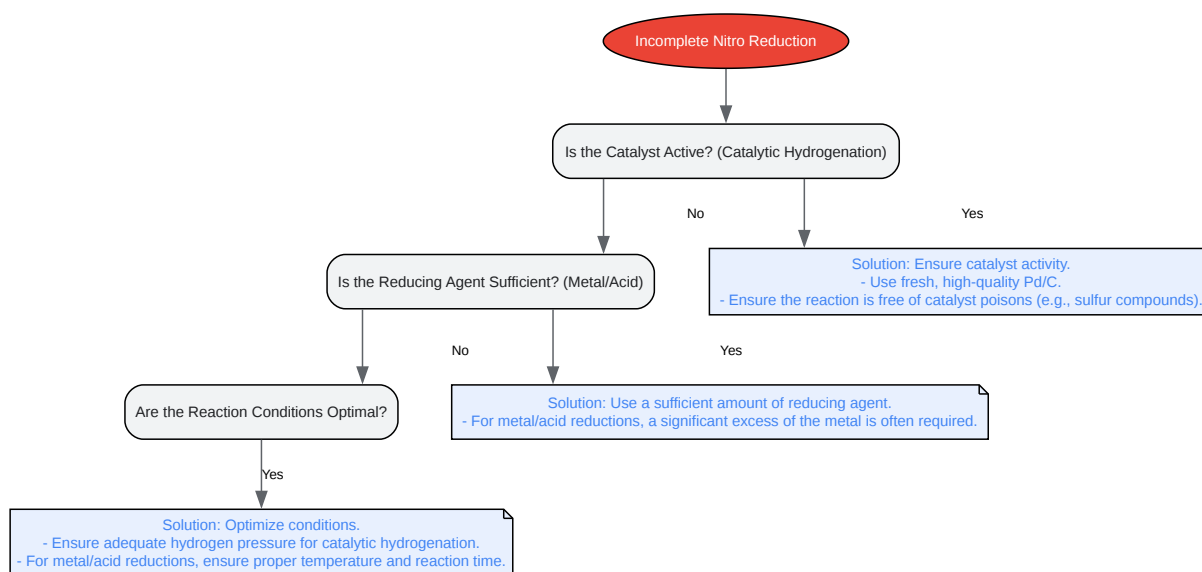 Incomplete Nitro Reduction
Is the Catalyst Active? (Catalytic Hydrogenation)
No
Yes
Is the Reducing Agent Sufficient? (Metal/Acid)
Solution: Ensure catalyst activity.
- Use fresh, high-quality Pd/C.
- Ensure the reaction is free of catalyst poisons (e.g., sulfur compounds).
No
Yes
Are the Reaction Conditions Optimal?
Solution: Use a sufficient amount of reducing agent.
- For metal/acid reductions, a significant excess of the metal is often required.
Yes
Solution: Optimize conditions.
- Ensure adequate hydrogen pressure for catalytic hydrogenation.
- For metal/acid reductions, ensure proper temperature and reaction time.